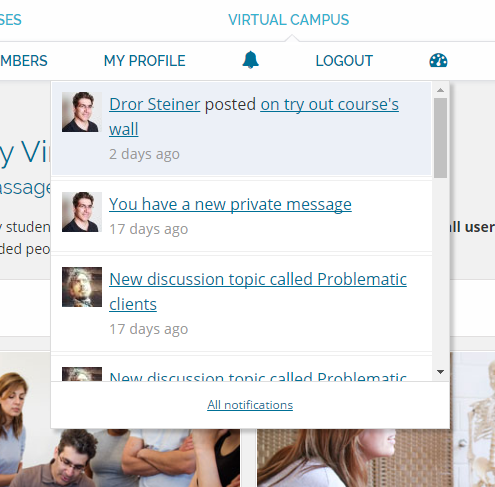 SES
VIRTUAL CAMPUS
MBERS
MY PROFILE
LOGOUT
Dror Steiner posted on try out course's
wall
2 days ago
You have a new private message
17 days ago
New discussion topic called Problematic
clients
17 days ago
New discussion topic called Problematic
All notifications
y Vi
assage
y studen
ll user
ded peo